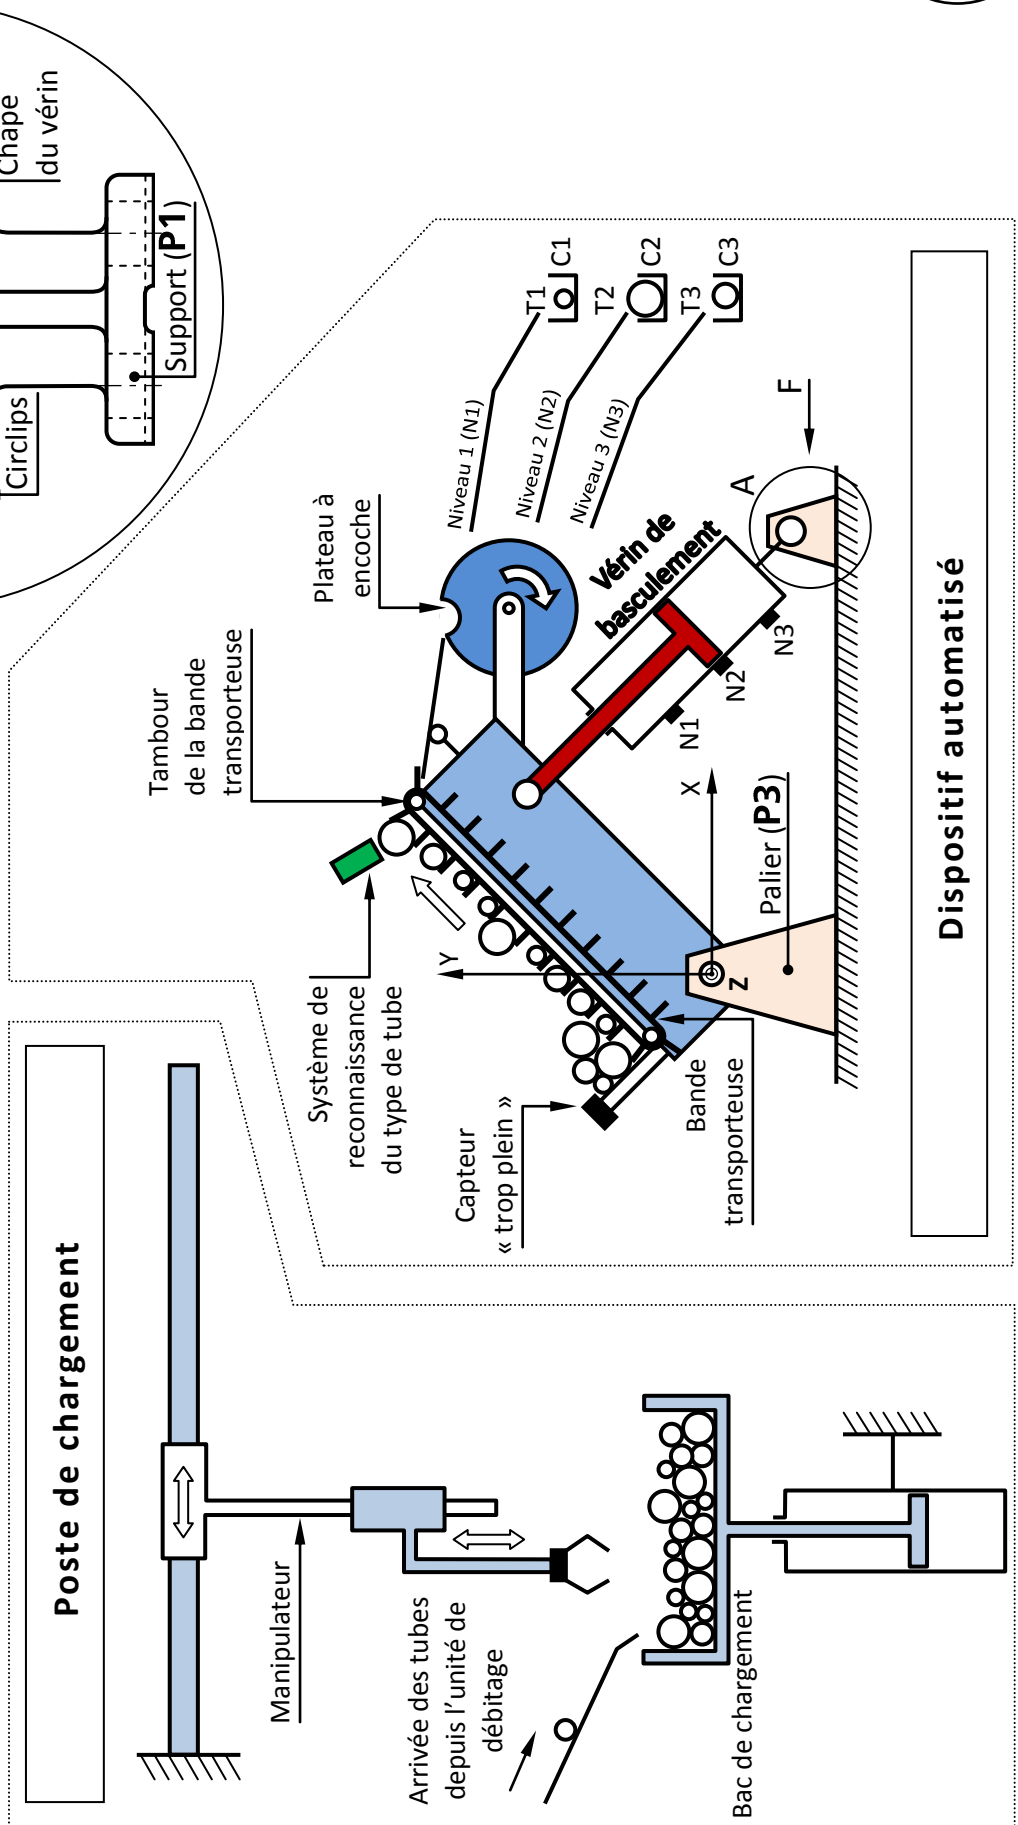 Poste de chargement
Manipulateur
Arrivée des tubes
depuis l'unité de
débitage
Bac de chargement
Circlips
Chape
du vérin
Support (P1)
Système de
reconnaissance
du type de tube
Tambour
de la bande
transporteuse
Plateau à
encoche
Capteur
« trop plein »
Bande
transporteuse
Y
X
Z
Palier (P3)
Vérin de
basculement
N1
N2
N3
Niveau 1 (N1)
Niveau 2 (N2)
Niveau 3 (N3)
T1
C1
T2
C2
T3
C3
A
F
Dispositif automatisé